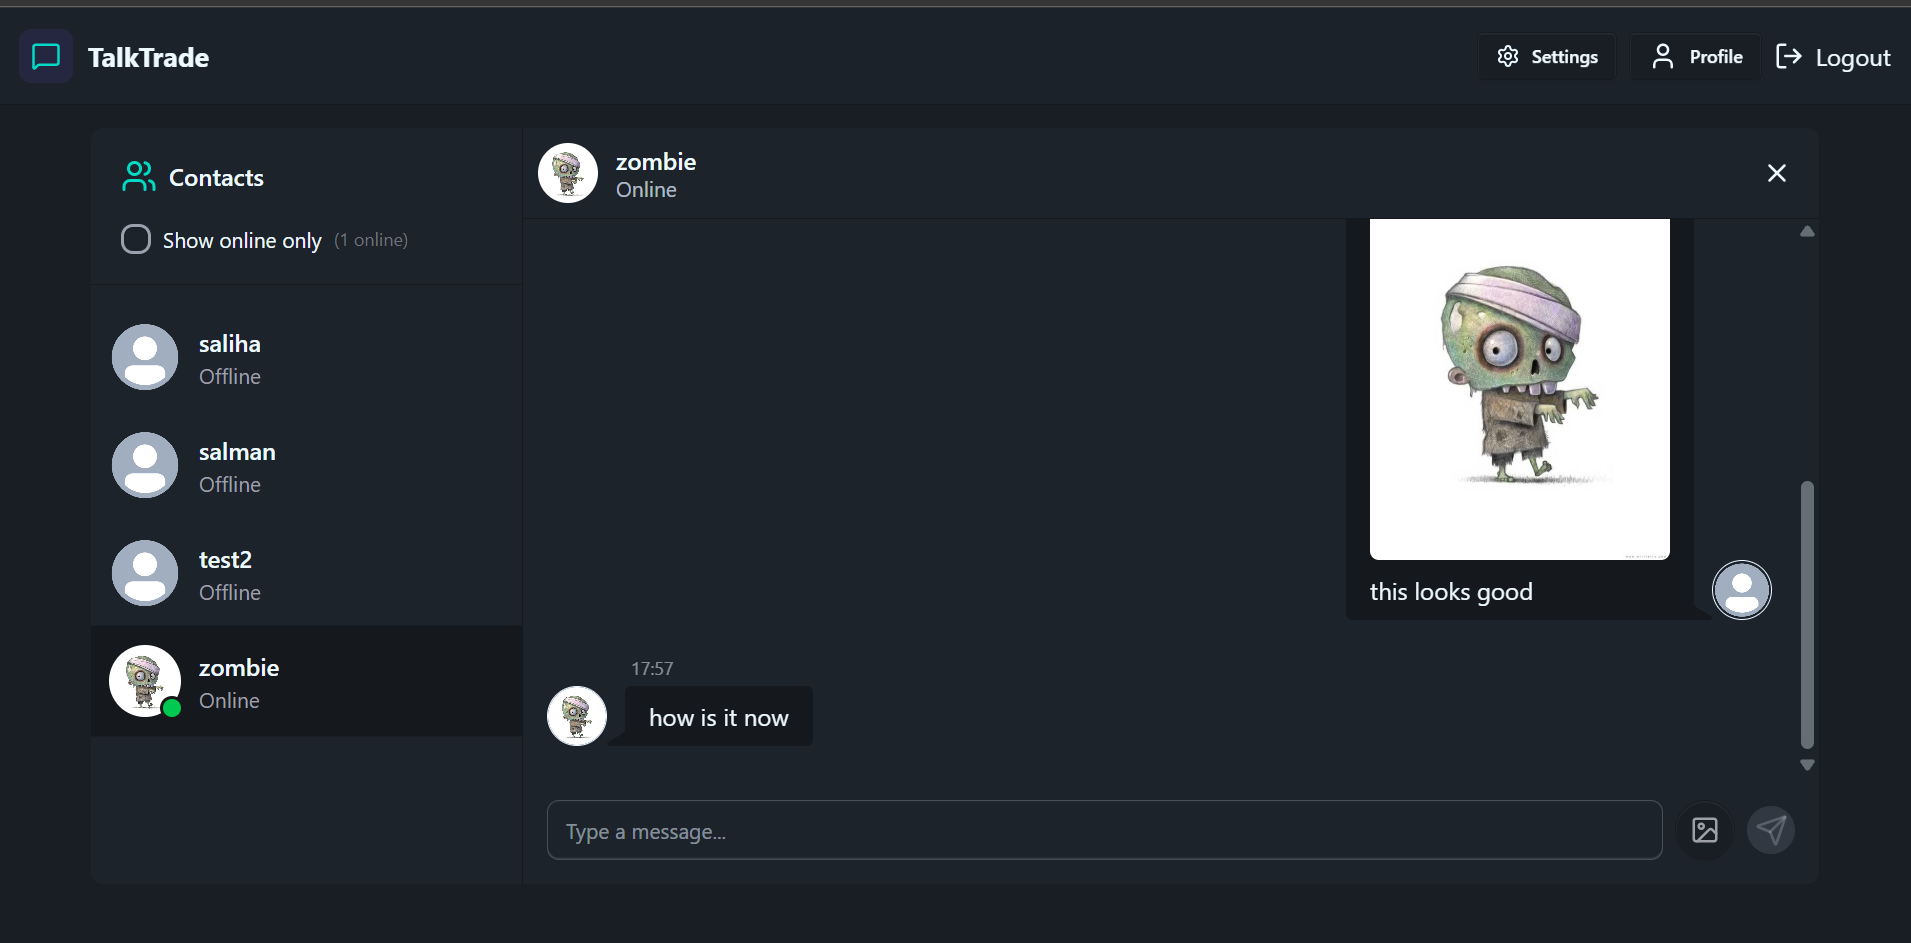 TalkTrade
Settings
Profile
Logout
Contacts
Show online only (1 online)
saliha
Offline
salman
Offline
test2
Offline
zombie
Online
zombie
Online
this looks good
17:57
how is it now
Type a message...